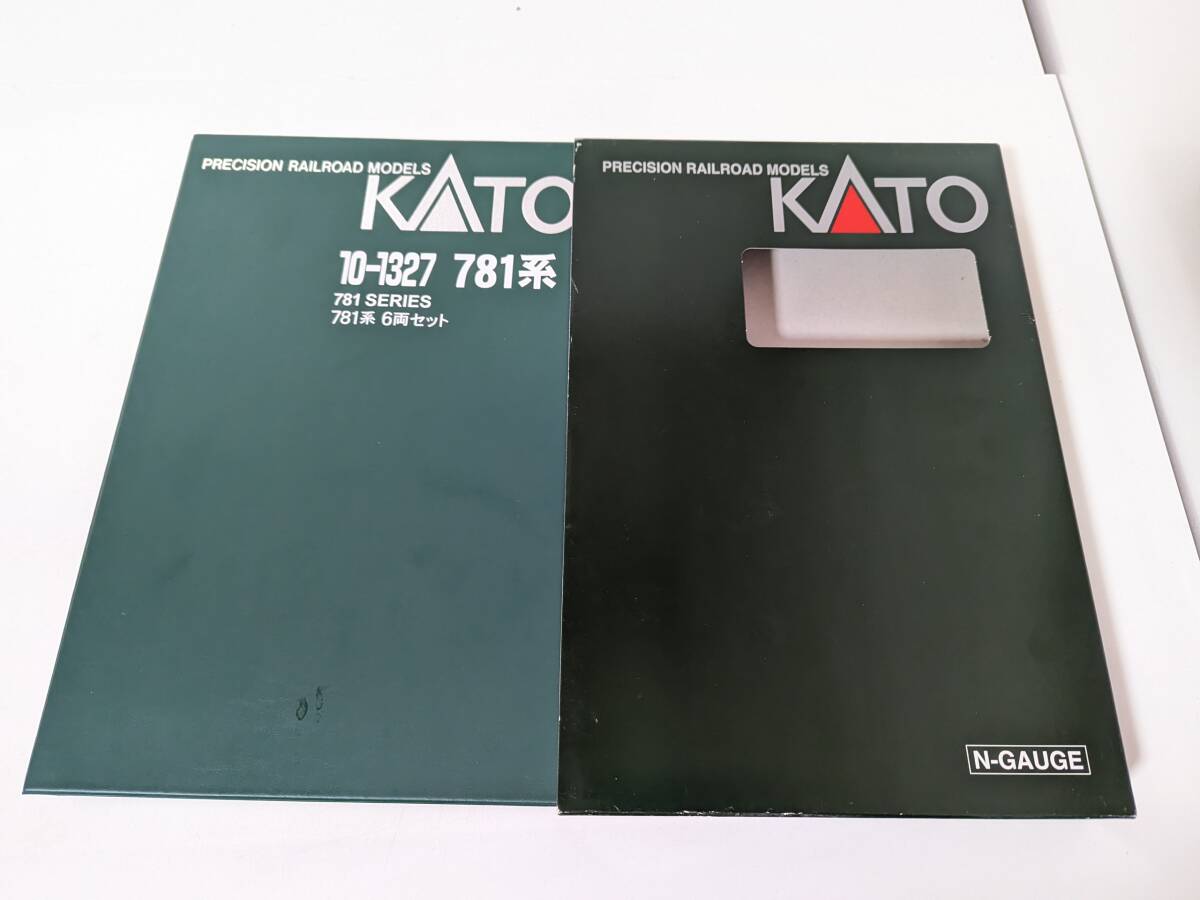 PRECISION RAILROAD MODELS
KATO
10-1327 781系
781 SERIES
781系 6両セット
PRECISION RAILROAD MODELS
KATO
N-GAUGE